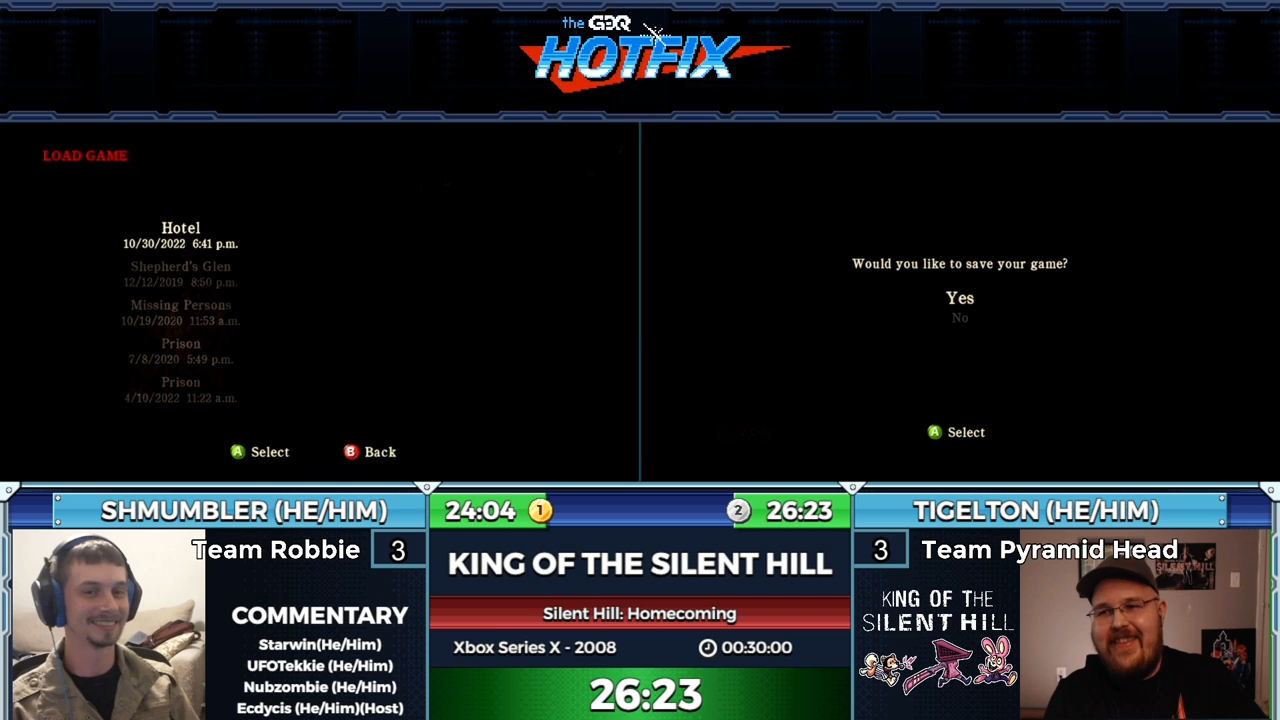 the GDQ
HOTFIX
LOAD GAME
Hotel
10/30/2022 6:41 p.m.
Shepherd's Glen
12/12/2019 8:50 p.m.
Missing Persons
10/19/2020 11:53 a.m.
Prison
7/8/2020 5:49 p.m.
Prison
4/10/2022 11:22 a.m.
A Select B Back
Would you like to save your game?
Yes
No
A Select
SHMUMBLER (HE/HIM)
24:04 1
2 26:23
TIGELTON (HE/HIM)
Team Robbie 3
3 Team Pyramid Head
COMMENTARY
Starwin(He/Him)
UFOTekkie (He/Him)
Nubzombie (He/Him)
Ecdycis (He/Him)(Host)
KING OF THE SILENT HILL
Silent Hill: Homecoming
Xbox Series X - 2008 00:30:00
26:23
KING OF THE
SILENT HILL
SILENT HILL